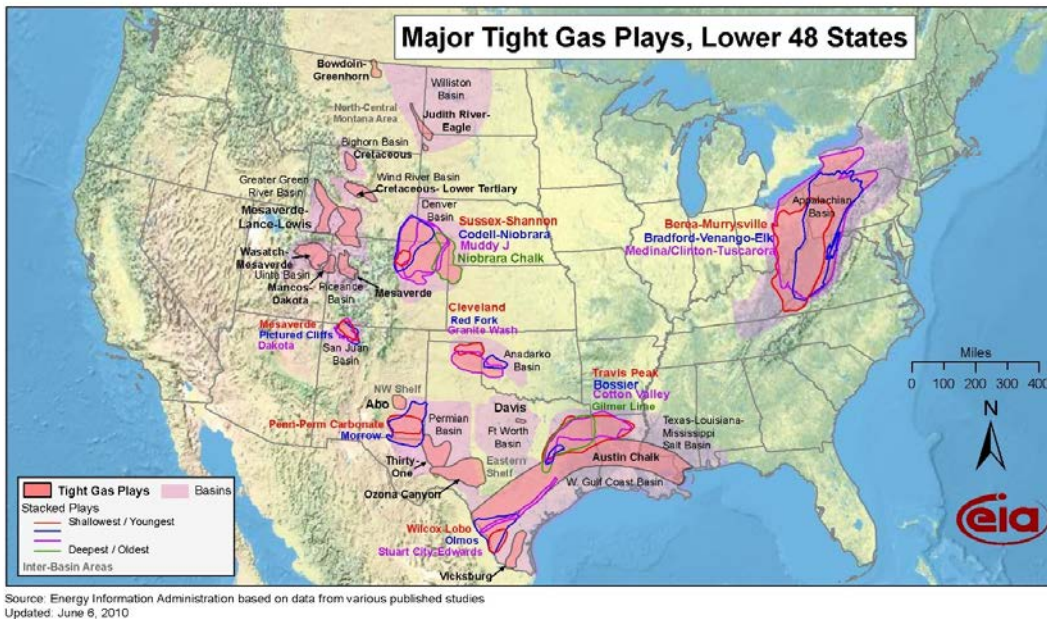 Major Tight Gas Plays, Lower 48 States
Bowdoin-
Greenhorn
Williston
Basin
North-Central
Montana Area
Judith River-
Eagle
Bighorn Basin
Cretaceous
Greater Green
River Basin
Wind River Basin
Cretaceous- Lower Tertiary
Mesaverde-
Lance-Lewis
Denver
Basin
Sussex-Shannon
Codell-Niobrara
Muddy J
Niobrara Chalk
Appalachian
Basin
Berea-Murrysville
Bradford-Venango-Elk
Medina/Clinton-Tuscarora
Wasatch-
Mesaverde
Uinta Basin
Mancos-
Dakota
Piceance
Basin
Mesaverde
Mesaverde
Pictured Cliffs
Dakota
San Juan
Basin
Cleveland
Red Fork
Granite Wash
Anadarko
Basin
Miles
0 100 200 300 400
N
Travis Peak
Bossier
Cotton Valley
Gilmer Lime
NW Shelf
Abo
Davis
Penn-Perm Carbonate
Morrow
Permian
Basin
Ft Worth
Basin
Texas-Louisiana-
Mississippi
Salt Basin
Thirty-
One
Eastern
Shelf
Austin Chalk
Ozona Canyon
W. Gulf Coast Basin
Wilcox Lobo
Olmos
Stuart City-Edwards
Vicksburg
Tight Gas Plays
Basins
Stacked Plays
Shallowest / Youngest
Deepest / Oldest
Inter-Basin Areas
eia
Source: Energy Information Administration based on data from various published studies
Updated: June 6, 2010